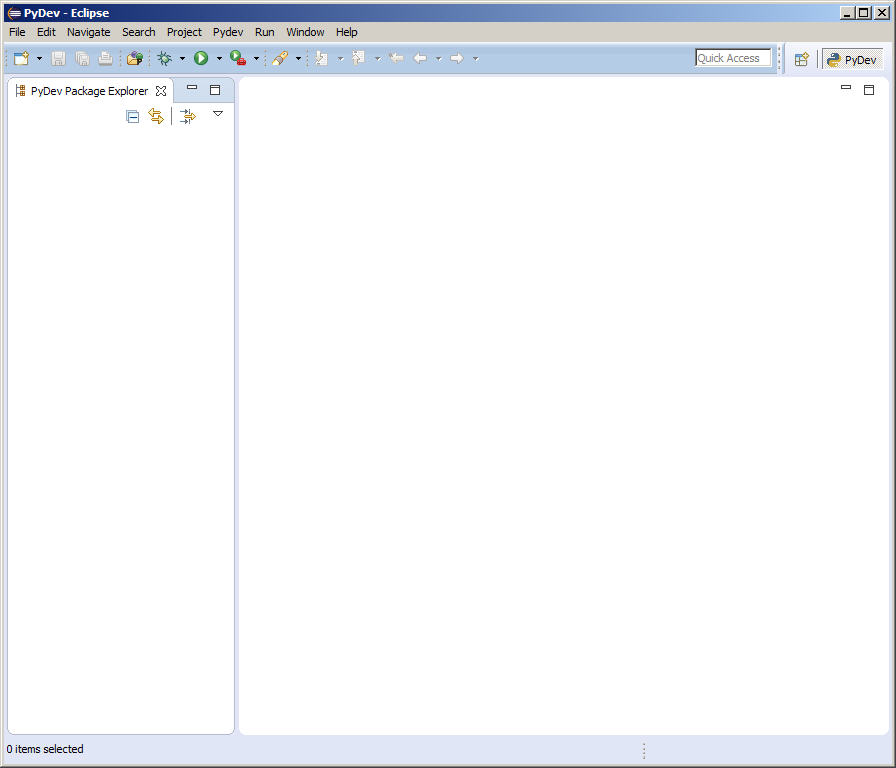 PyDev - Eclipse
File Edit Navigate Search Project Pydev Run Window Help
Quick Access PyDev
PyDev Package Explorer
0 items selected